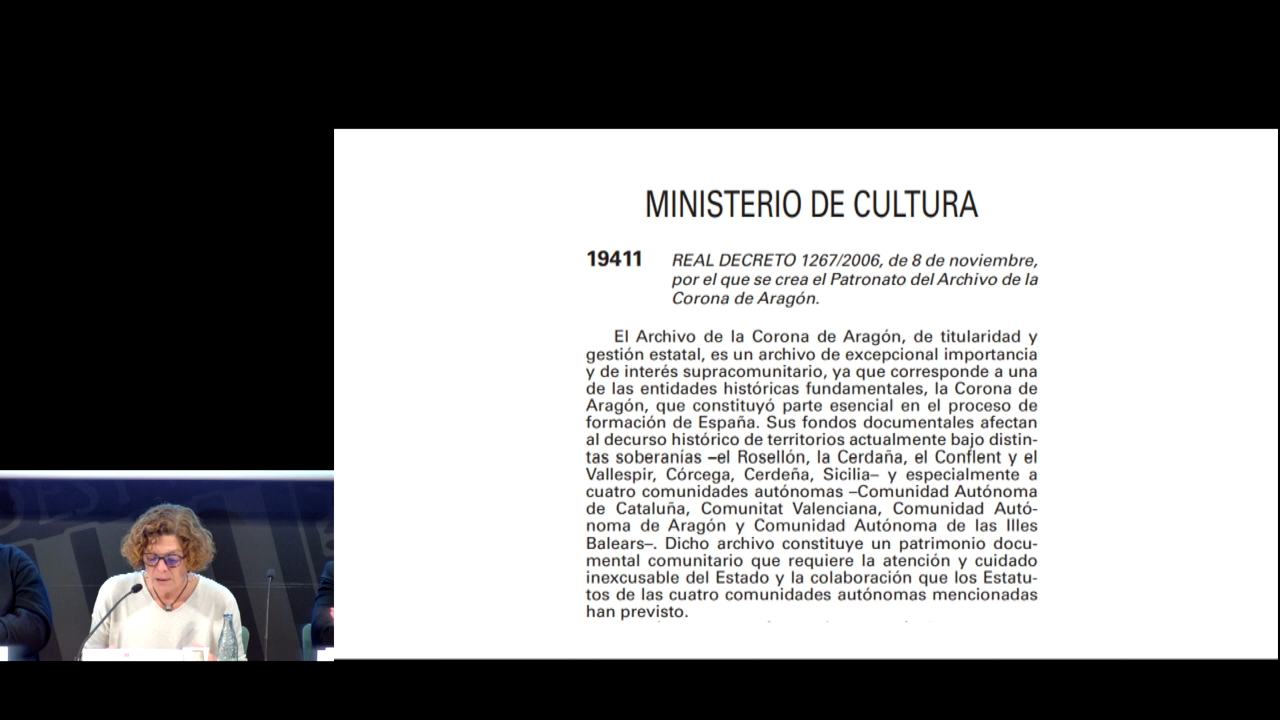 MINISTERIO DE CULTURA
19411 REAL DECRETO 1267/2006, de 8 de noviembre,
por el que se crea el Patronato del Archivo de la
Corona de Aragón.
El Archivo de la Corona de Aragón, de titularidad y
gestión estatal, es un archivo de excepcional importancia
y de interés supracomunitario, ya que corresponde a una
de las entidades históricas fundamentales, la Corona de
Aragón, que constituyó parte esencial en el proceso de
formación de España. Sus fondos documentales afectan
al decurso histórico de territorios actualmente bajo distin-
tas soberanías –el Rosellón, la Cerdaña, el Conflent y el
Vallespir, Córcega, Cerdeña, Sicilia– y especialmente a
cuatro comunidades autónomas –Comunidad Autónoma
de Cataluña, Comunitat Valenciana, Comunidad Autó-
noma de Aragón y Comunidad Autónoma de las Illes
Balears–. Dicho archivo constituye un patrimonio docu-
mental comunitario que requiere la atención y cuidado
inexcusable del Estado y la colaboración que los Estatu-
tos de las cuatro comunidades autónomas mencionadas
han previsto.